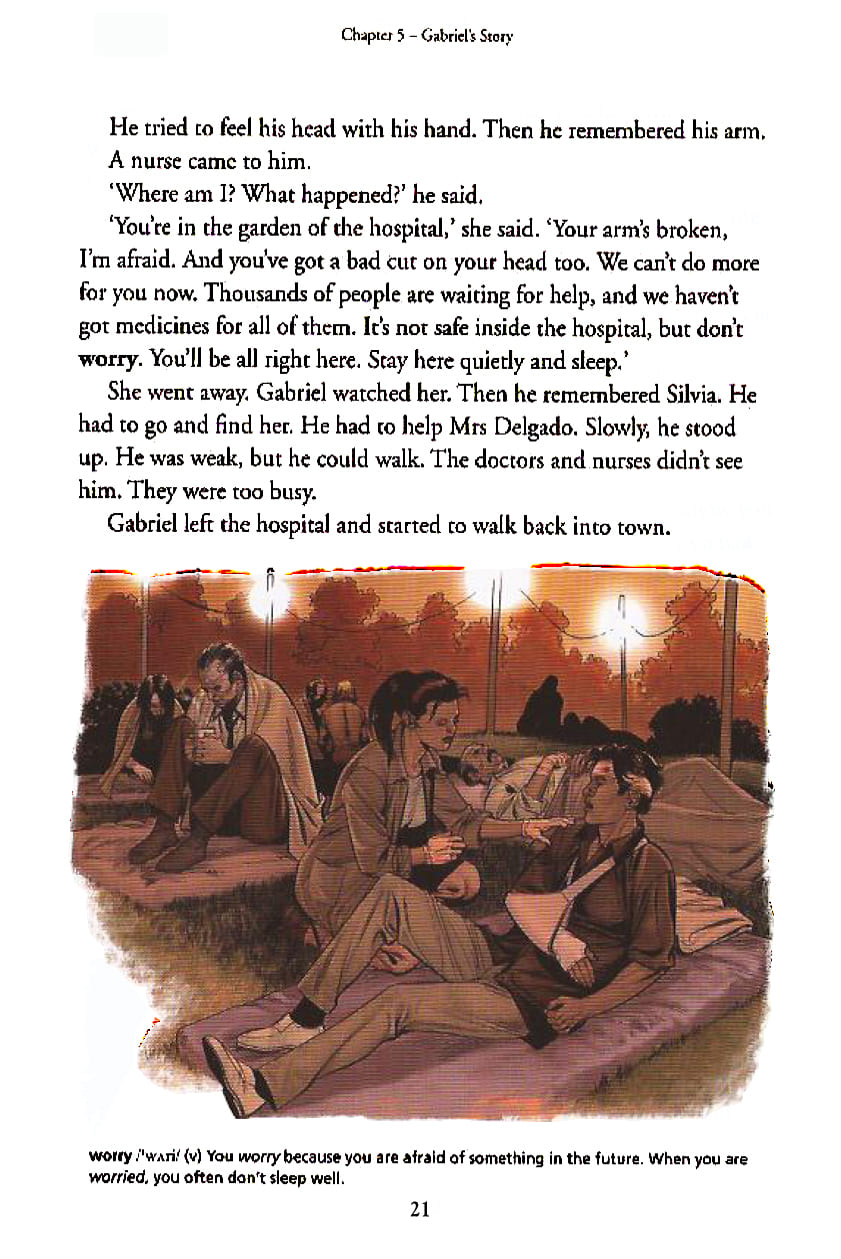 Chapter 5 – Gabriel's Story
He tried to feel his head with his hand. Then he remembered his arm.
A nurse came to him.
'Where am I? What happened?' he said.
'You're in the garden of the hospital,' she said. 'Your arm's broken,
I'm afraid. And you've got a bad cut on your head too. We can't do more
for you now. Thousands of people are waiting for help, and we haven't
got medicines for all of them. It's not safe inside the hospital, but don't
worry. You'll be all right here. Stay here quietly and sleep.'
She went away. Gabriel watched her. Then he remembered Silvia. He
had to go and find her. He had to help Mrs Delgado. Slowly, he stood
up. He was weak, but he could walk. The doctors and nurses didn't see
him. They were too busy.
Gabriel left the hospital and started to walk back into town.
worry /'wʌri/ (v) You worry because you are afraid of something in the future. When you are
worried, you often don't sleep well.
21